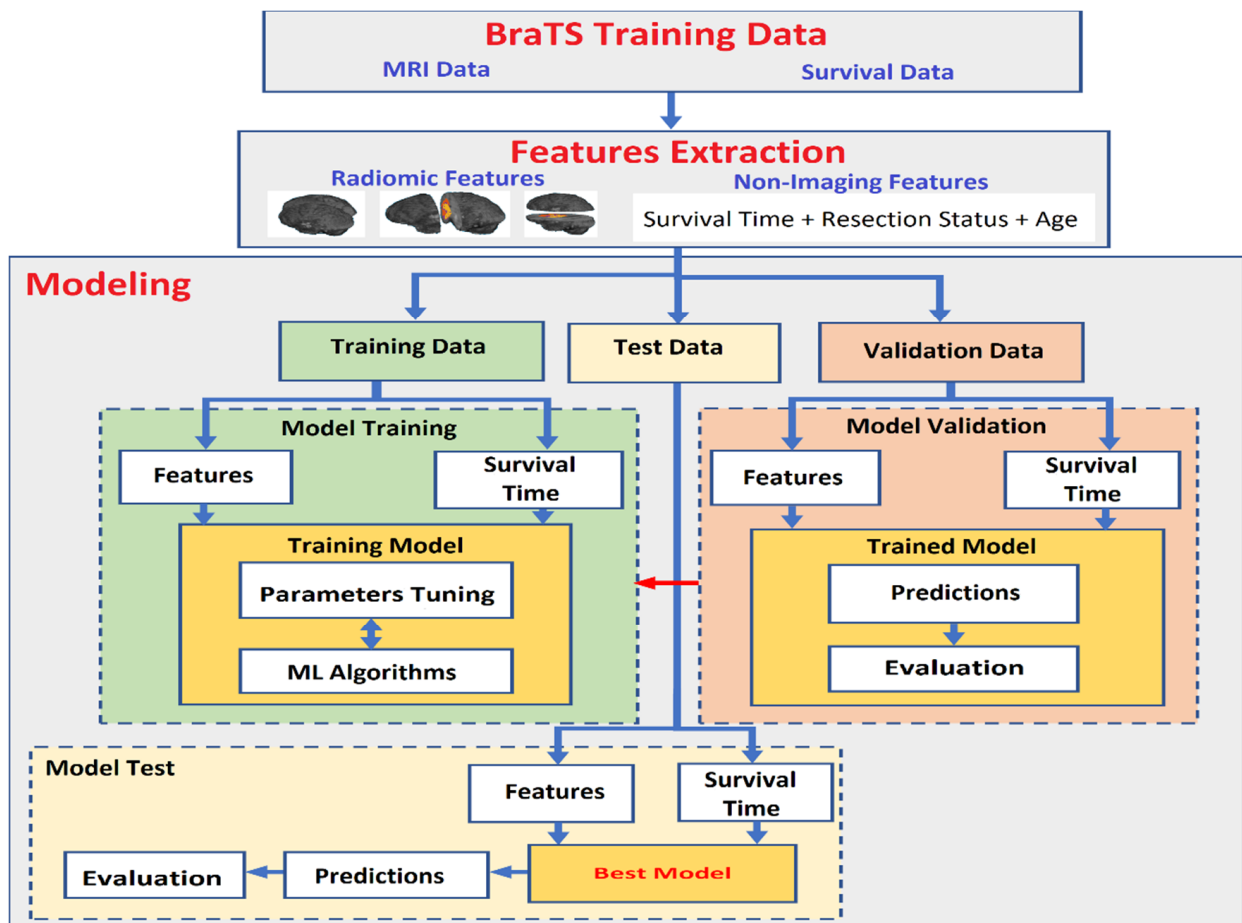 BraTS Training Data
MRI Data
Survival Data
Features Extraction
Radiomic Features
Non-Imaging Features
Survival Time + Resection Status + Age
Modeling
Training Data
Test Data
Validation Data
Model Training
Features
Survival
Time
Training Model
Parameters Tuning
ML Algorithms
Model Validation
Features
Survival
Time
Trained Model
Predictions
Evaluation
Model Test
Features
Survival
Time
Best Model
Predictions
Evaluation